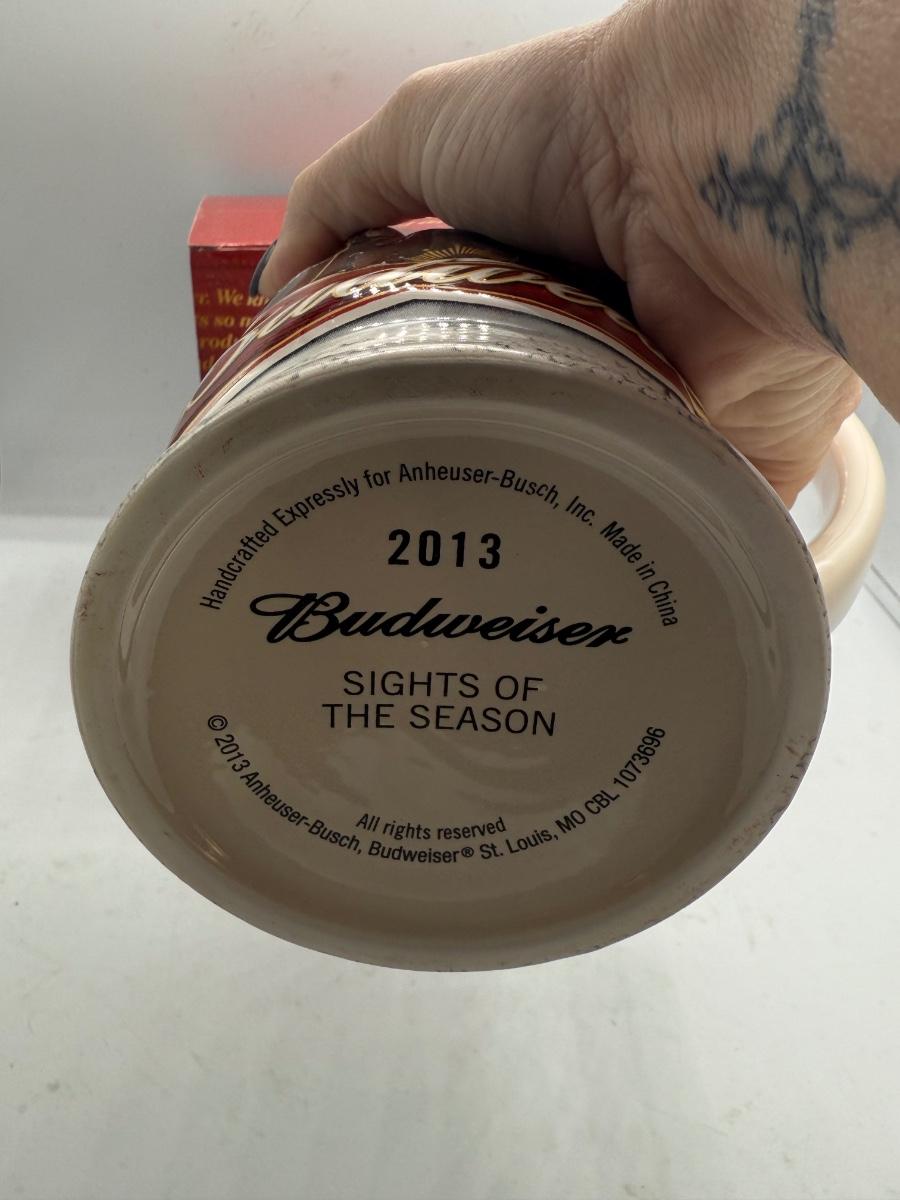 Handcrafted Expressly for Anheuser-Busch, Inc. Made in China
2013
Budweiser
SIGHTS OF
THE SEASON
All rights reserved
© 2013 Anheuser-Busch, Budweiser® St. Louis, MO CBL 1073696